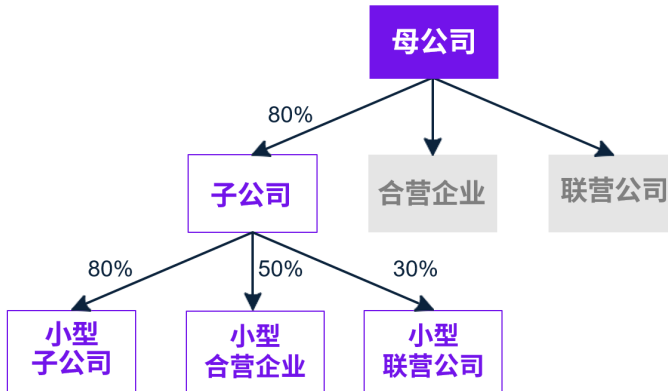 母公司
80%
子公司
合营企业
联营公司
80%
50%
30%
小型
子公司
小型
合营企业
小型
联营公司